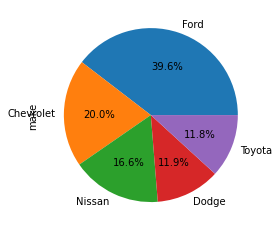 Ford
39.6%
Chevrolet
make
20.0%
11.8%
Toyota
16.6%
11.9%
Nissan
Dodge